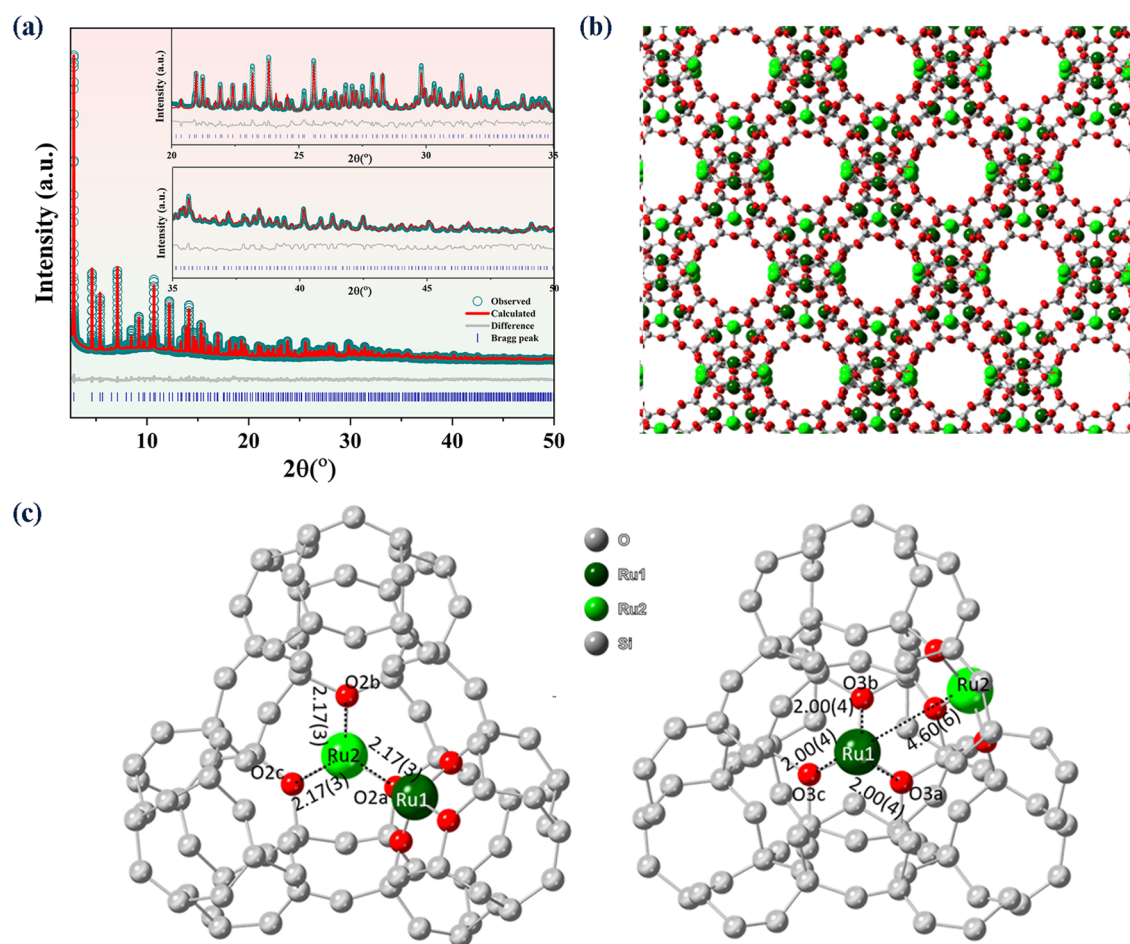 (a)
Intensity (a.u.)
Intensity (a.u.)
20 25 30 35
2θ(°)
Intensity (a.u.)
35 40 45 50
2θ(°)
Observed
Calculated
Difference
Bragg peak
10 20 30 40 50
2θ(°)
(b)
(c)
O
Ru1
Ru2
Si
O2b
2.17(3)
Ru2
2.17(3)
O2c
2.17(3)
O2a
Ru1
O3b
2.00(4)
Ru2
2.00(4)
4.60(6)
Ru1
O3c
O3a
2.00(4)